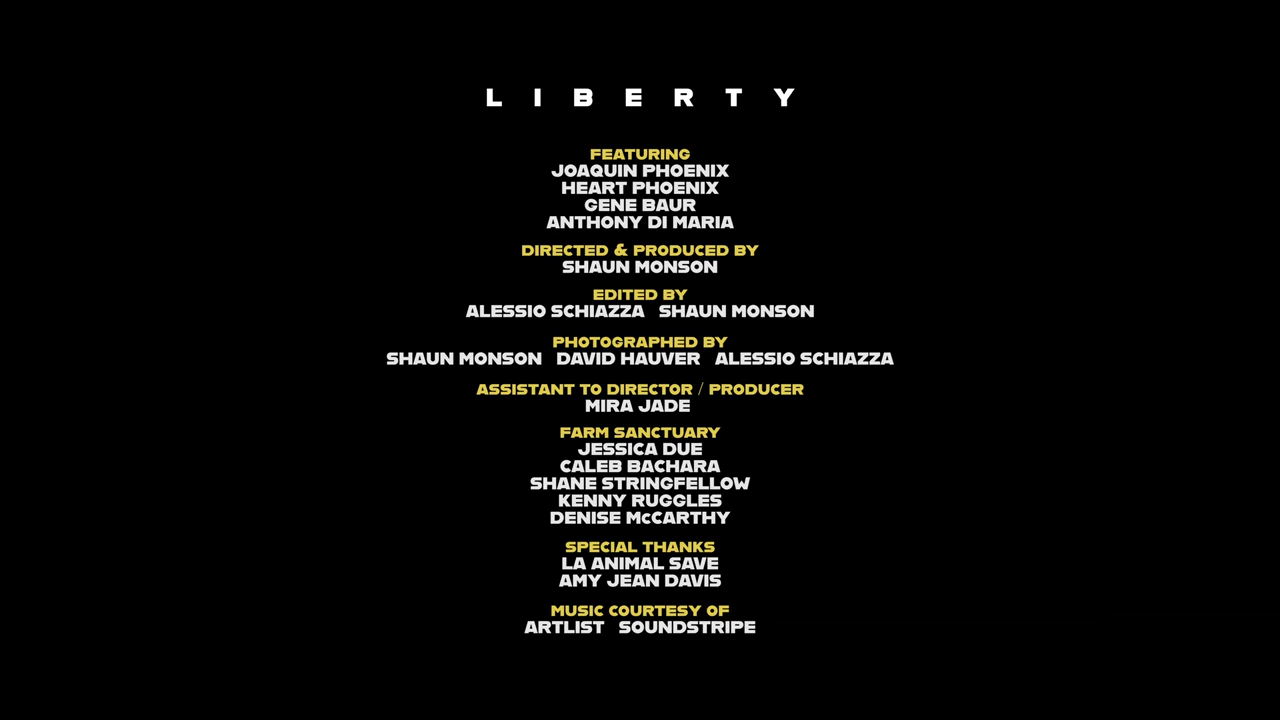 LIBERTY
FEATURING
JOAQUIN PHOENIX
HEART PHOENIX
GENE BAUR
ANTHONY DI MARIA
DIRECTED & PRODUCED BY
SHAUN MONSON
EDITED BY
ALESSIO SCHIAZZA SHAUN MONSON
PHOTOGRAPHED BY
SHAUN MONSON DAVID HAUVER ALESSIO SCHIAZZA
ASSISTANT TO DIRECTOR / PRODUCER
MIRA JADE
FARM SANCTUARY
JESSICA DUE
CALEB BACHARA
SHANE STRINGFELLOW
KENNY RUGGLES
DENISE McCARTHY
SPECIAL THANKS
LA ANIMAL SAVE
AMY JEAN DAVIS
MUSIC COURTESY OF
ARTLIST SOUNDSTRIPE